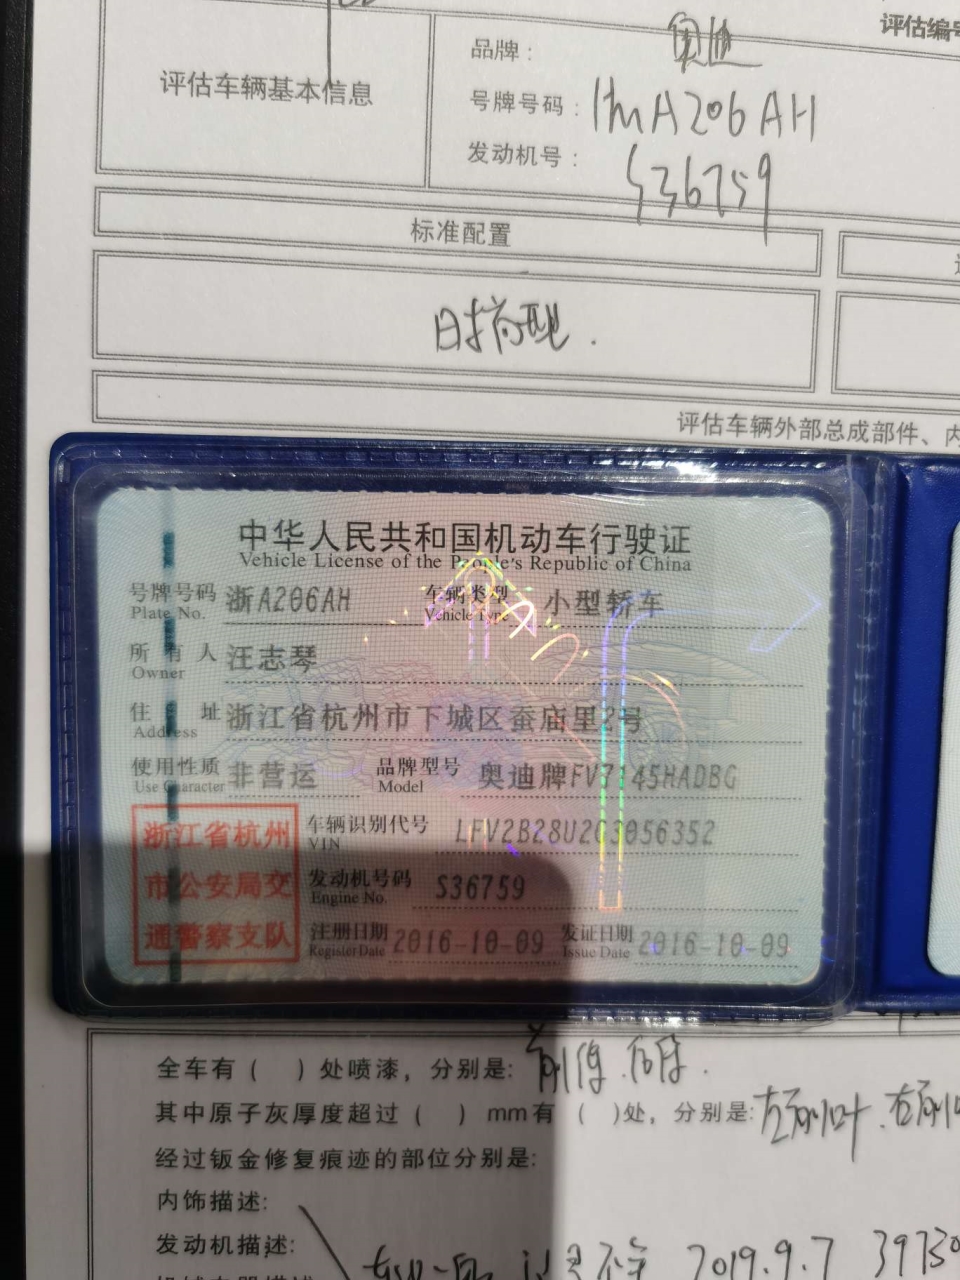 评估编号
品牌： 奥迪
评估车辆基本信息
号牌号码： 浙A206AH
发动机号： S36759
标准配置
评估车辆外部总成部件、内
中华人民共和国机动车行驶证
Vehicle License of the People's Republic of China
号牌号码 浙A206AH 车辆类型 小型轿车
Plate No. Vehicle Type
所有人 汪志琴
Owner
住址 浙江省杭州市下城区蚕庙里2号
Address
使用性质 非营运 品牌型号 奥迪牌FV7145HADBG
Use Character Model
浙江省杭州 车辆识别代号 LFV2B28U2G3056352
VIN
市公安局交 发动机号码 S36759
Engine No.
通警察支队 注册日期 2016-10-09 发证日期 2016-10-09
Register Date Issue Date
全车有（ ）处喷漆，分别是:
其中原子灰厚度超过（ ）mm有（ ）处，分别是:
经过钣金修复痕迹的部位分别是:
内饰描述:
发动机描述:
2019.9.7